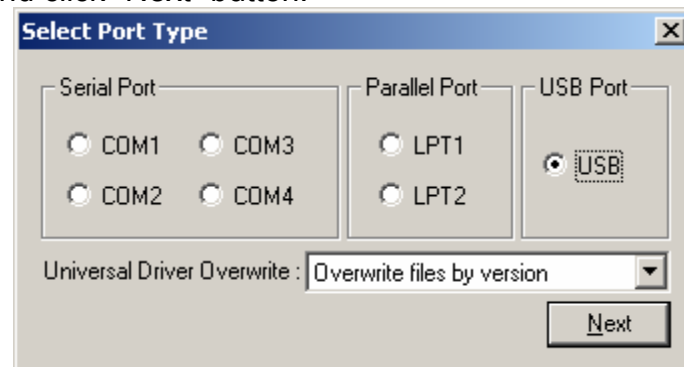 Select Port Type
Serial Port Parallel Port USB Port
COM1 COM3 LPT1 USB
COM2 COM4 LPT2
Universal Driver Overwrite : Overwrite files by version
Next